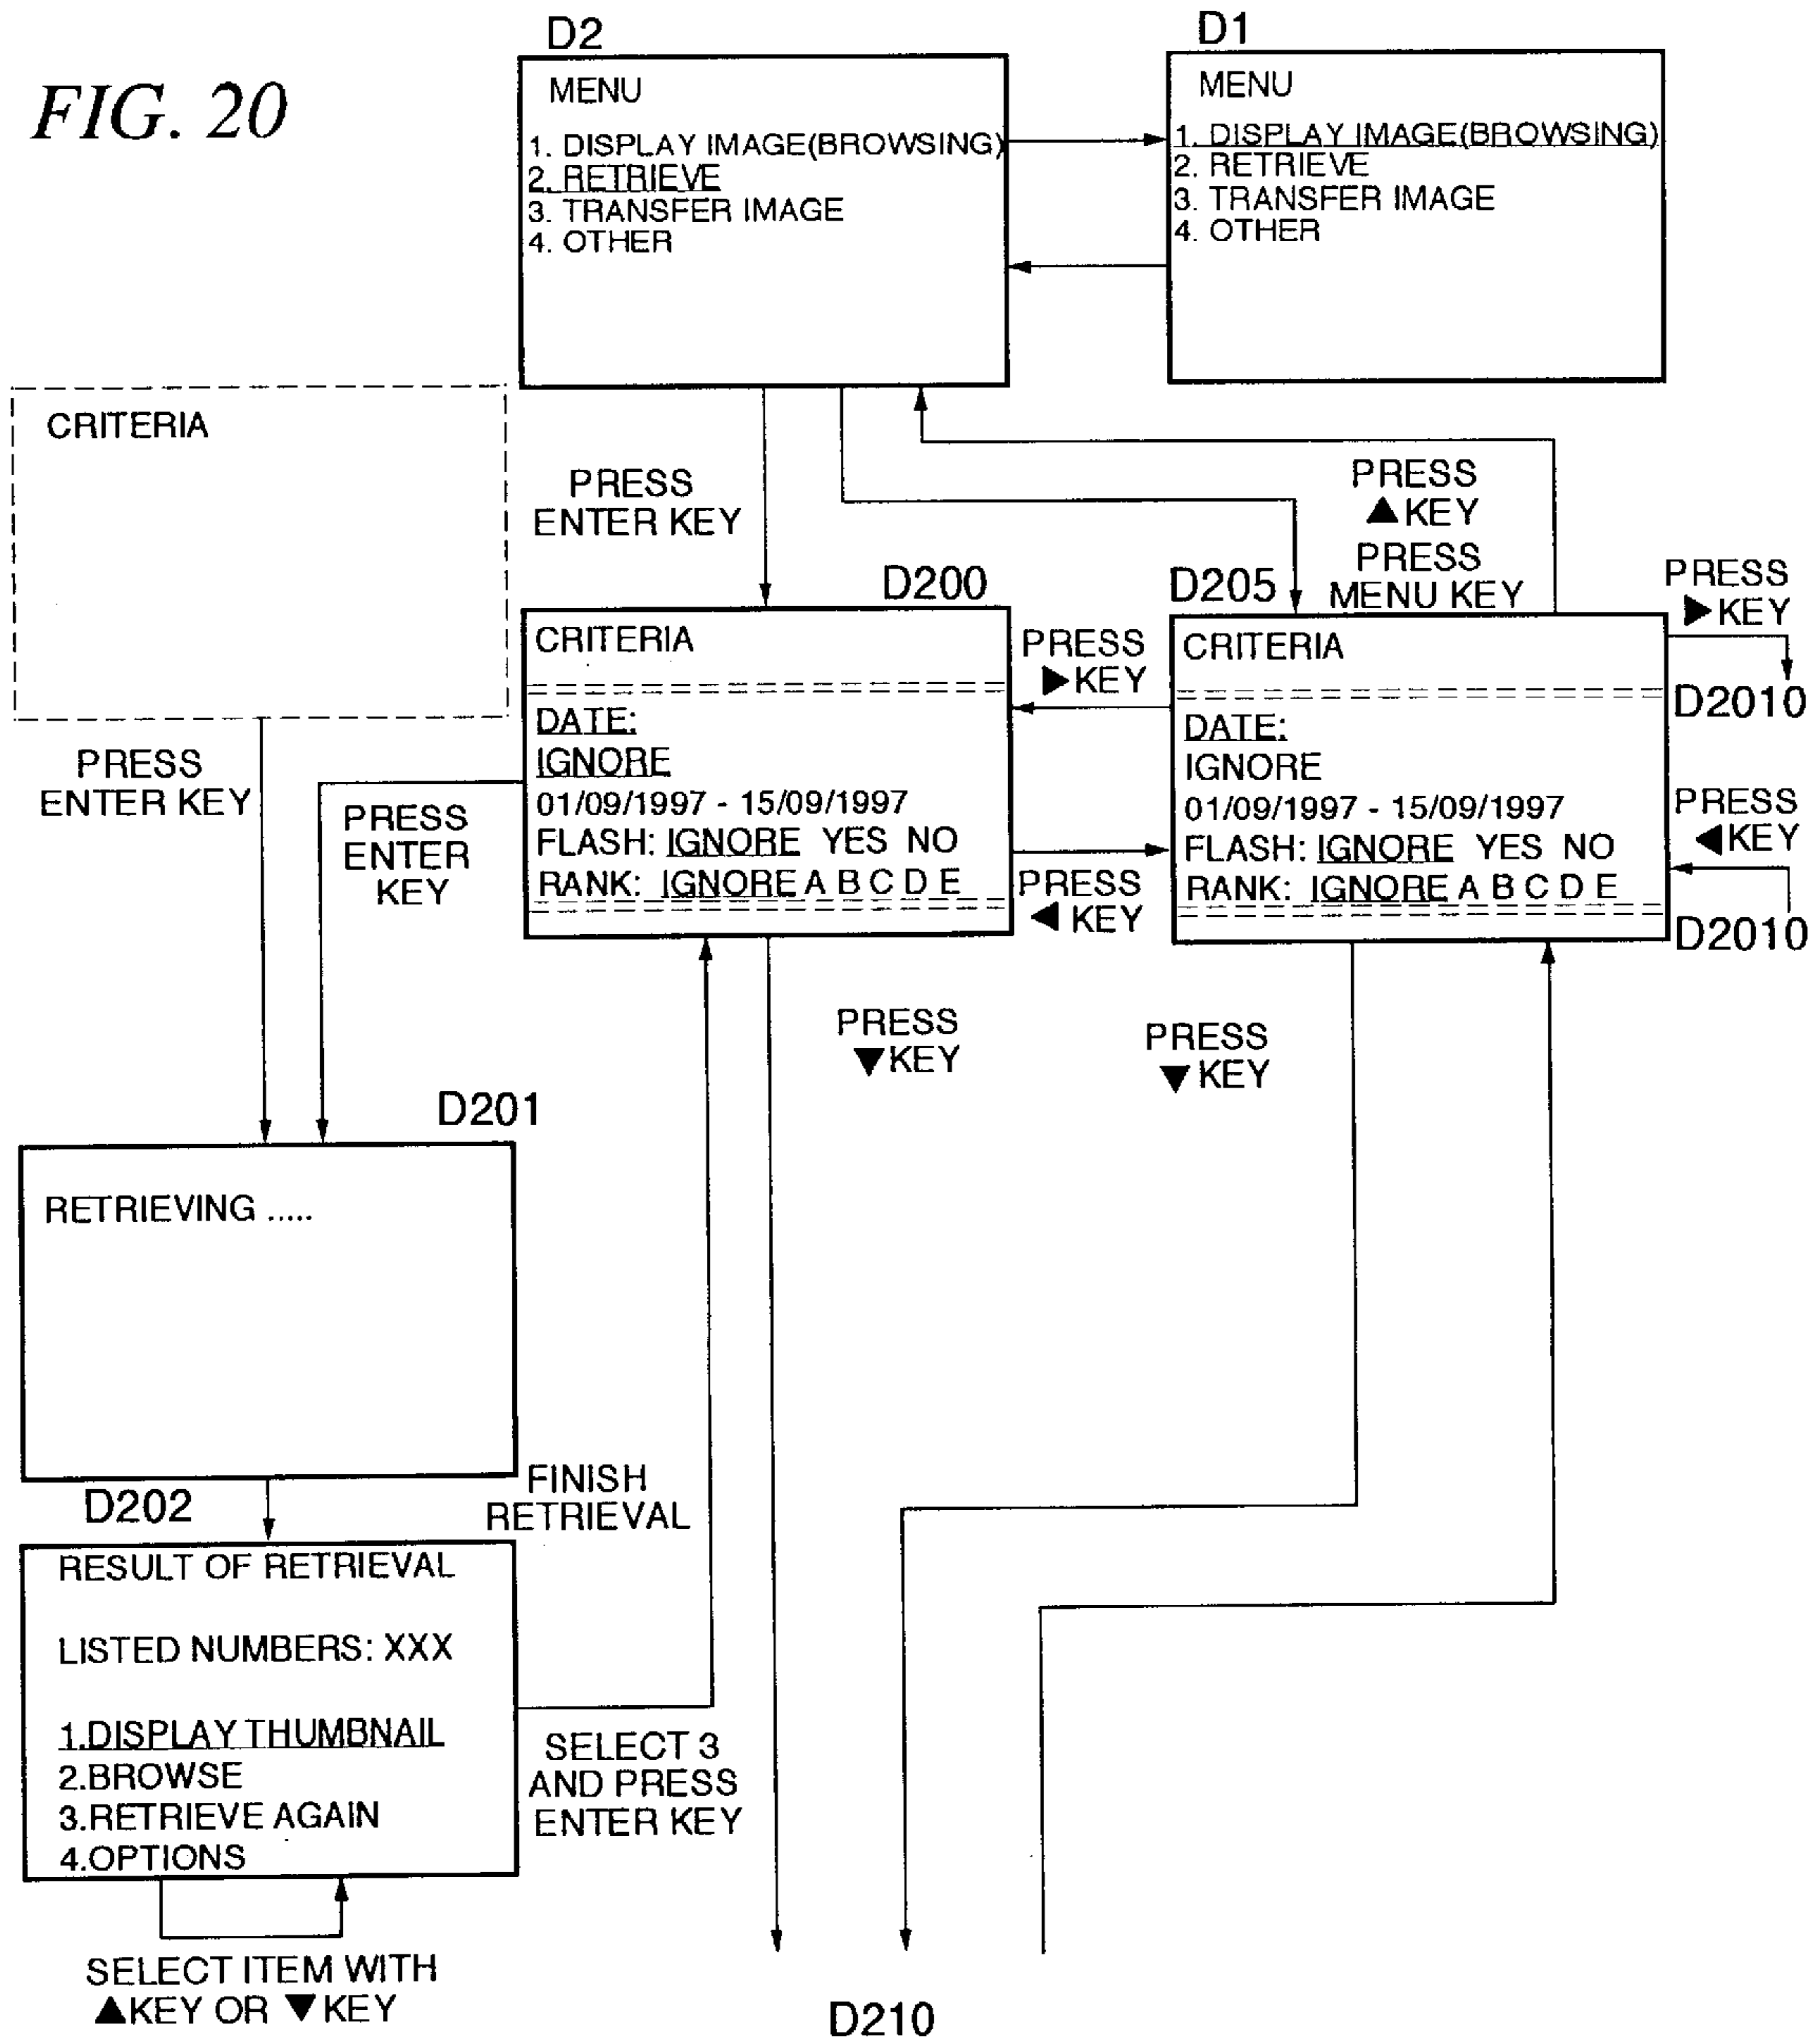 FIG. 20
D2
MENU
1. DISPLAY IMAGE(BROWSING)
2. RETRIEVE
3. TRANSFER IMAGE
4. OTHER
D1
MENU
1. DISPLAY IMAGE(BROWSING)
2. RETRIEVE
3. TRANSFER IMAGE
4. OTHER
CRITERIA
PRESS
ENTER KEY
PRESS
▲KEY
PRESS
MENU KEY
PRESS
▶KEY
D2010
D200
CRITERIA
DATE:
IGNORE
01/09/1997 - 15/09/1997
FLASH: IGNORE YES NO
RANK: IGNORE A B C D E
PRESS
▶KEY
PRESS
◀KEY
D205
CRITERIA
DATE:
IGNORE
01/09/1997 - 15/09/1997
FLASH: IGNORE YES NO
RANK: IGNORE A B C D E
PRESS
◀KEY
D2010
PRESS
ENTER KEY
PRESS
ENTER
KEY
PRESS
▼KEY
PRESS
▼KEY
D201
RETRIEVING .....
FINISH
RETRIEVAL
D202
RESULT OF RETRIEVAL
LISTED NUMBERS: XXX
1.DISPLAY THUMBNAIL
2.BROWSE
3.RETRIEVE AGAIN
4.OPTIONS
SELECT 3
AND PRESS
ENTER KEY
SELECT ITEM WITH
▲KEY OR ▼KEY
D210